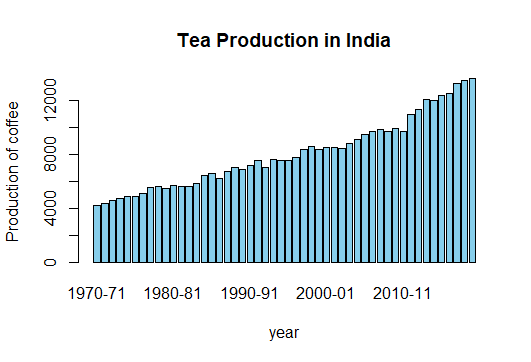 Tea Production in India
Production of coffee
12000
8000
4000
0
1970-71 1980-81 1990-91 2000-01 2010-11
year